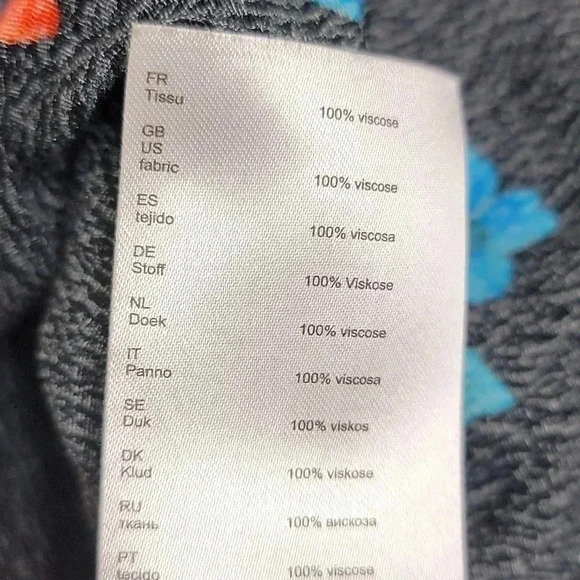 FR
Tissu 100% viscose
GB
US
fabric 100% viscose
ES
tejido 100% viscosa
DE
Stoff 100% Viskose
NL
Doek 100% viscose
IT
Panno 100% viscosa
SE
Duk 100% viskos
DK
Klud 100% viskose
RU
ткань 100% вискоза
PT
tecido 100% viscose